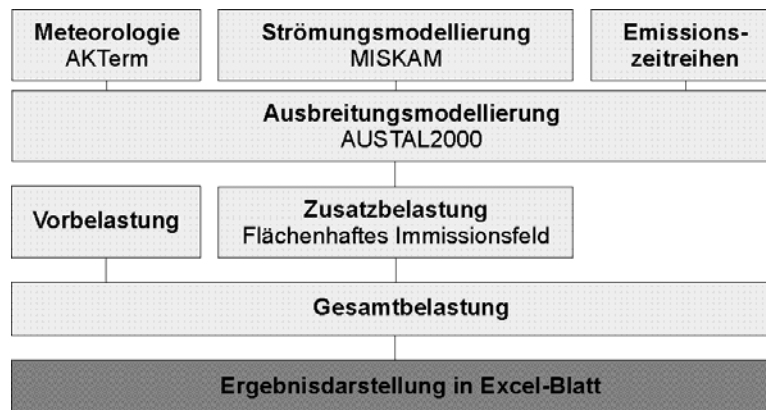 Meteorologie
AKTerm
Strömungsmodellierung
MISKAM
Emissions-
zeitreihen
Ausbreitungsmodellierung
AUSTAL2000
Vorbelastung
Zusatzbelastung
Flächenhaftes Immissionsfeld
Gesamtbelastung
Ergebnisdarstellung in Excel-Blatt